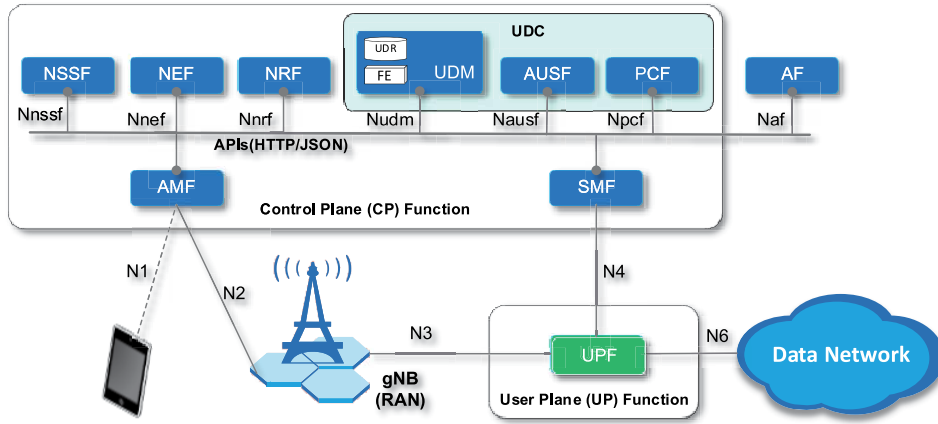 UDC
UDR
FE
NSSF
NEF
NRF
UDM
AUSF
PCF
AF
Nnssf
Nnef
Nnrf
Nudm
Nausf
Npcf
Naf
APIs(HTTP/JSON)
AMF
SMF
Control Plane (CP) Function
N1
N2
N4
N3
N6
gNB
(RAN)
UPF
Data Network
User Plane (UP) Function